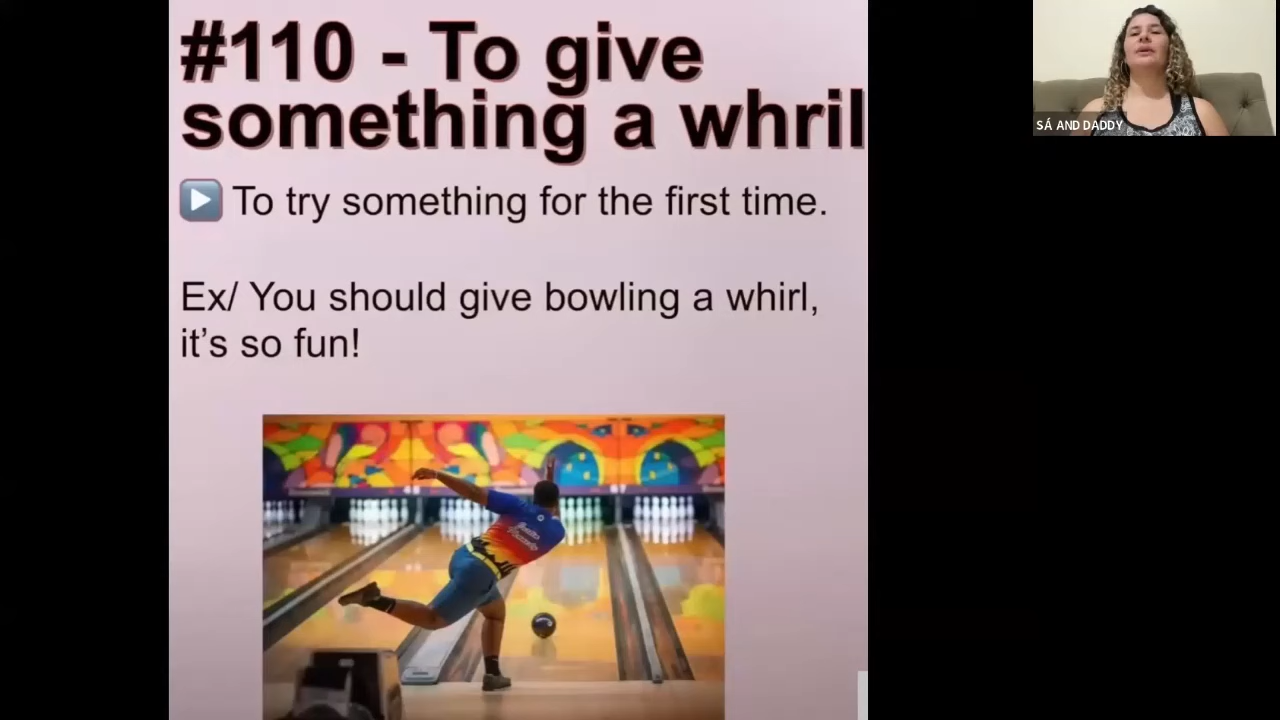 #110 - To give
something a whril
To try something for the first time.
Ex/ You should give bowling a whirl,
it's so fun!
SÁ AND DADDY